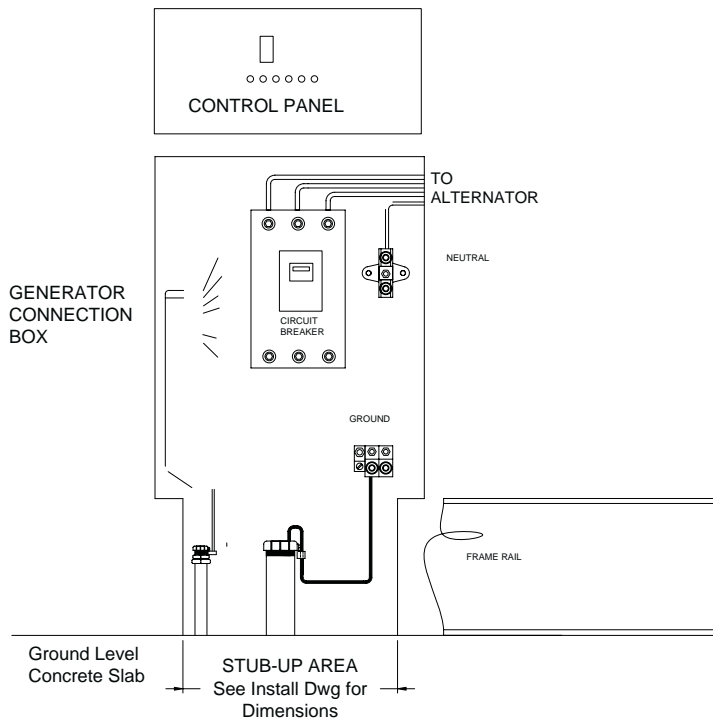 CONTROL PANEL
TO
ALTERNATOR
NEUTRAL
GENERATOR
CONNECTION
BOX
CIRCUIT
BREAKER
GROUND
FRAME RAIL
Ground Level
Concrete Slab
STUB-UP AREA
See Install Dwg for
Dimensions